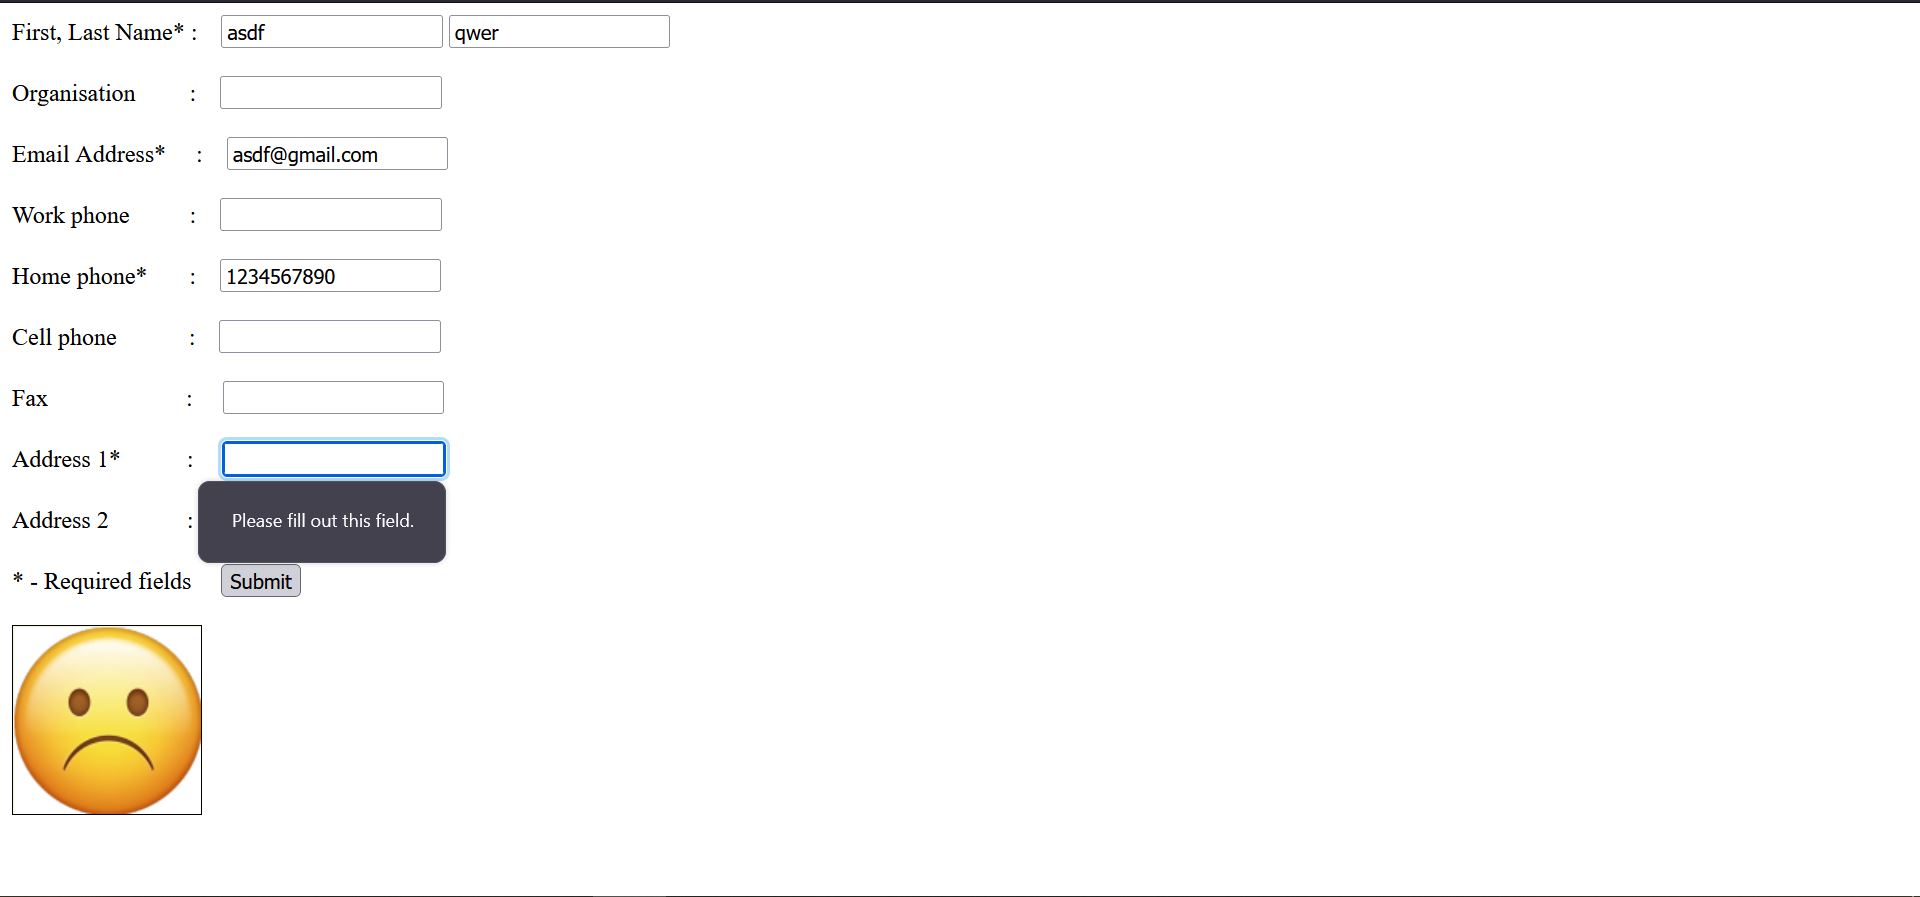 First, Last Name* : asdf qwer
Organisation :
Email Address* : asdf@gmail.com
Work phone :
Home phone* : 1234567890
Cell phone :
Fax :
Address 1* :
Address 2 : Please fill out this field.
* - Required fields Submit